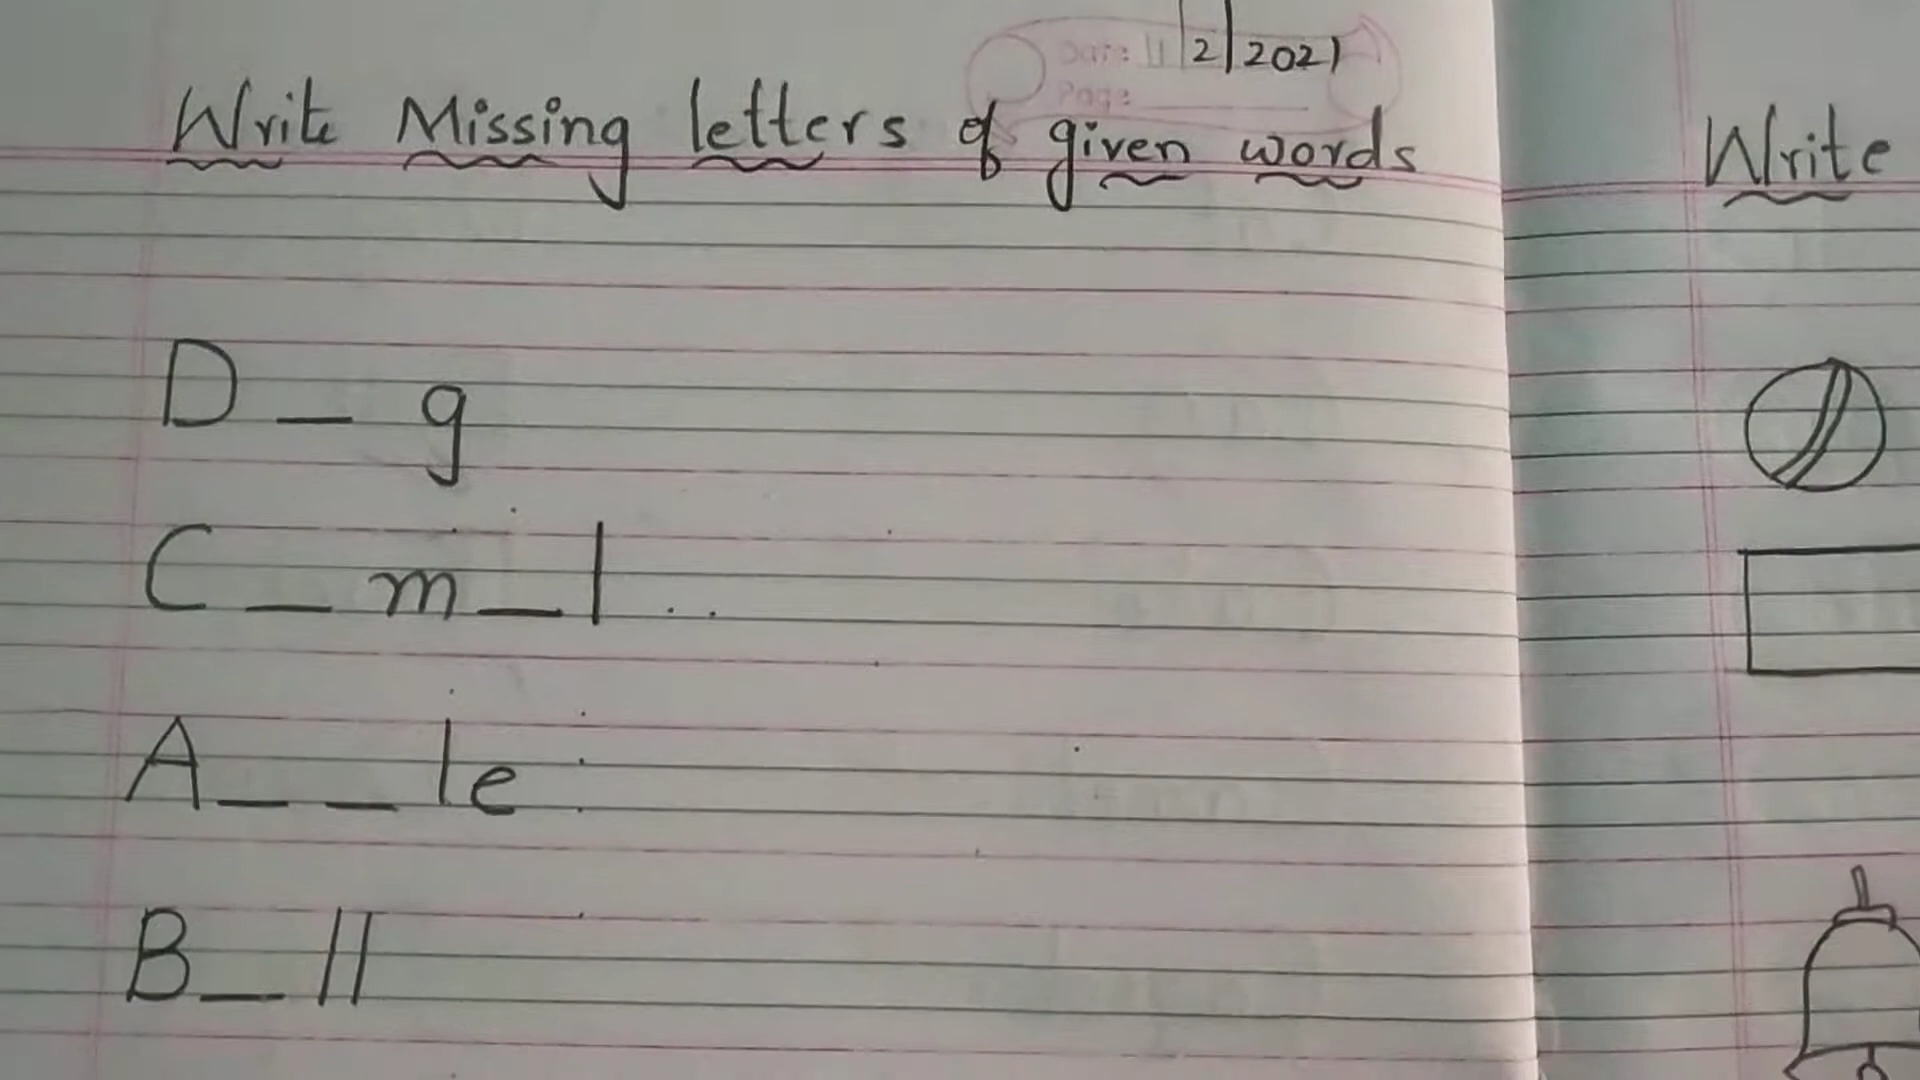 Date 11/2/2021
Page
Write Missing letters of given words
D _ g
C _ m _ l
A _ _ le
B _ ll
Write